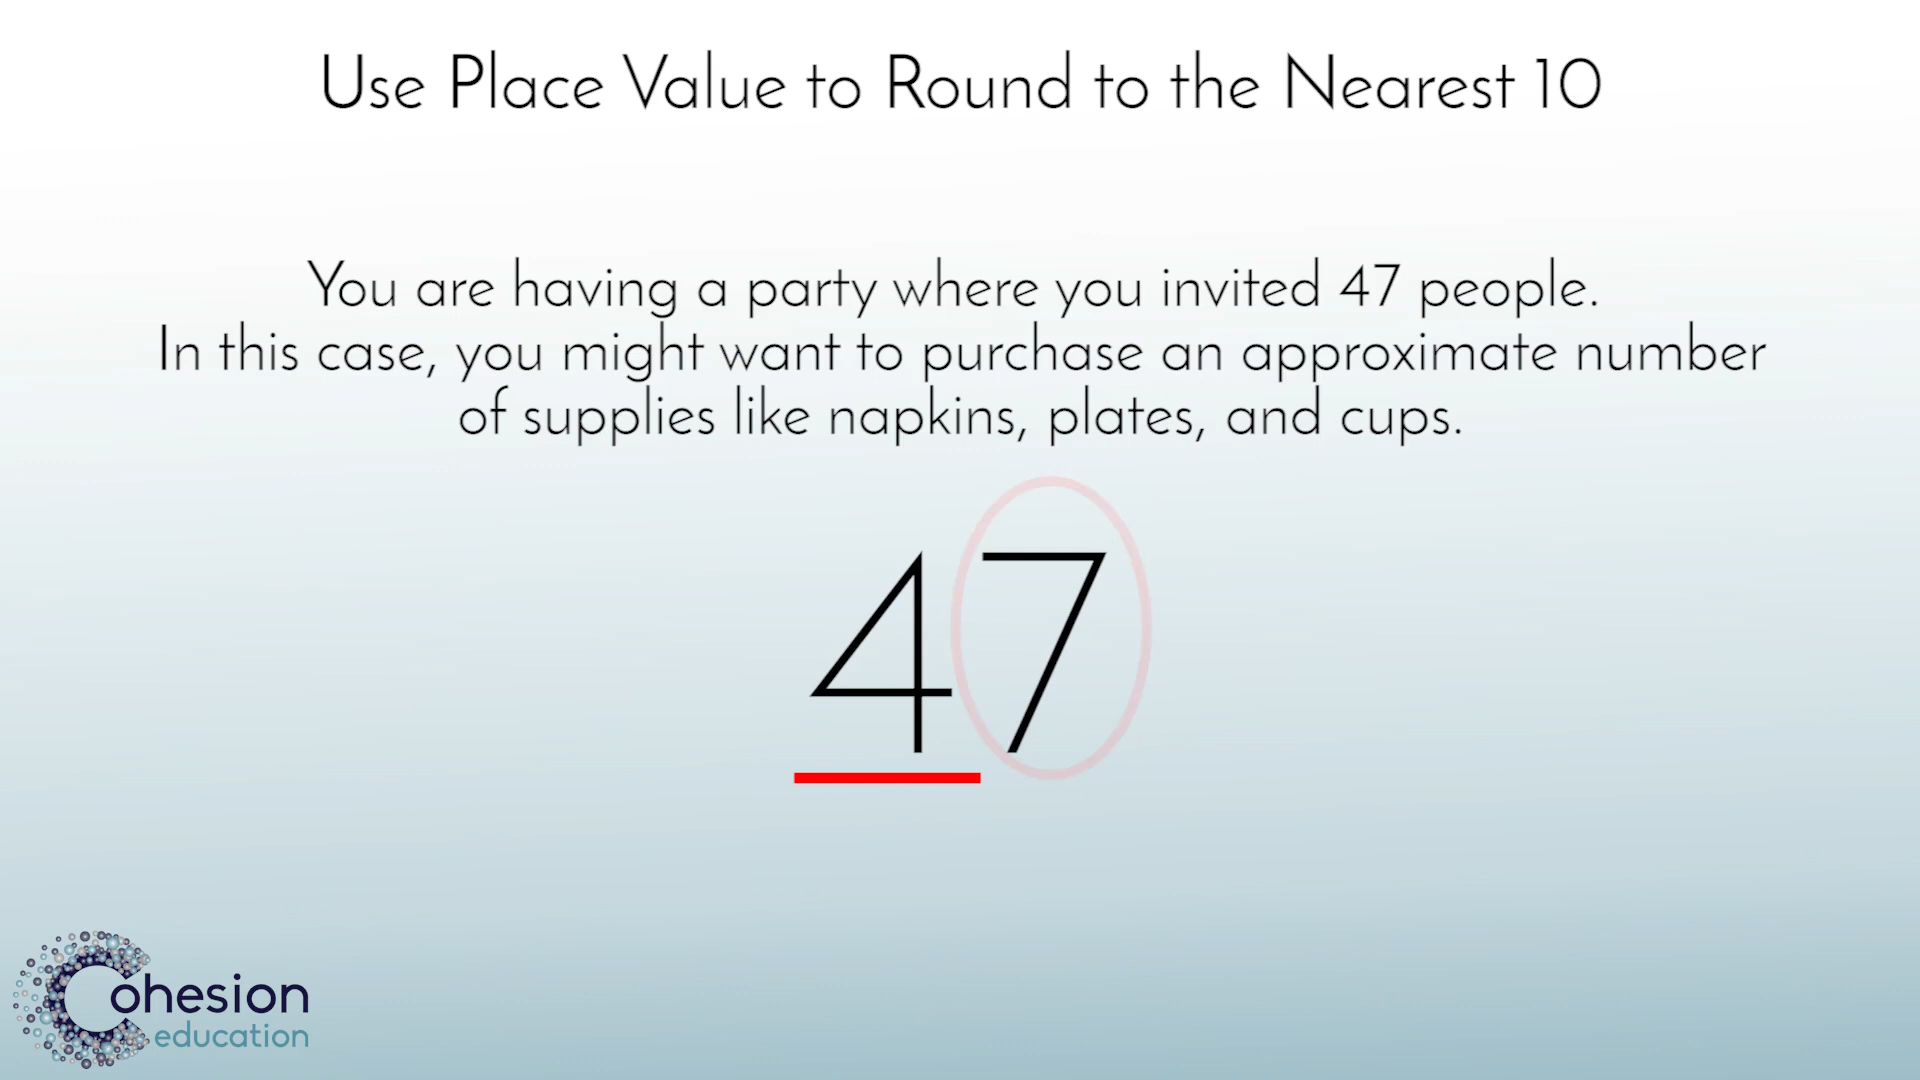 Use Place Value to Round to the Nearest 10
You are having a party where you invited 47 people.
In this case, you might want to purchase an approximate number
of supplies like napkins, plates, and cups.
47
Cohesion
education